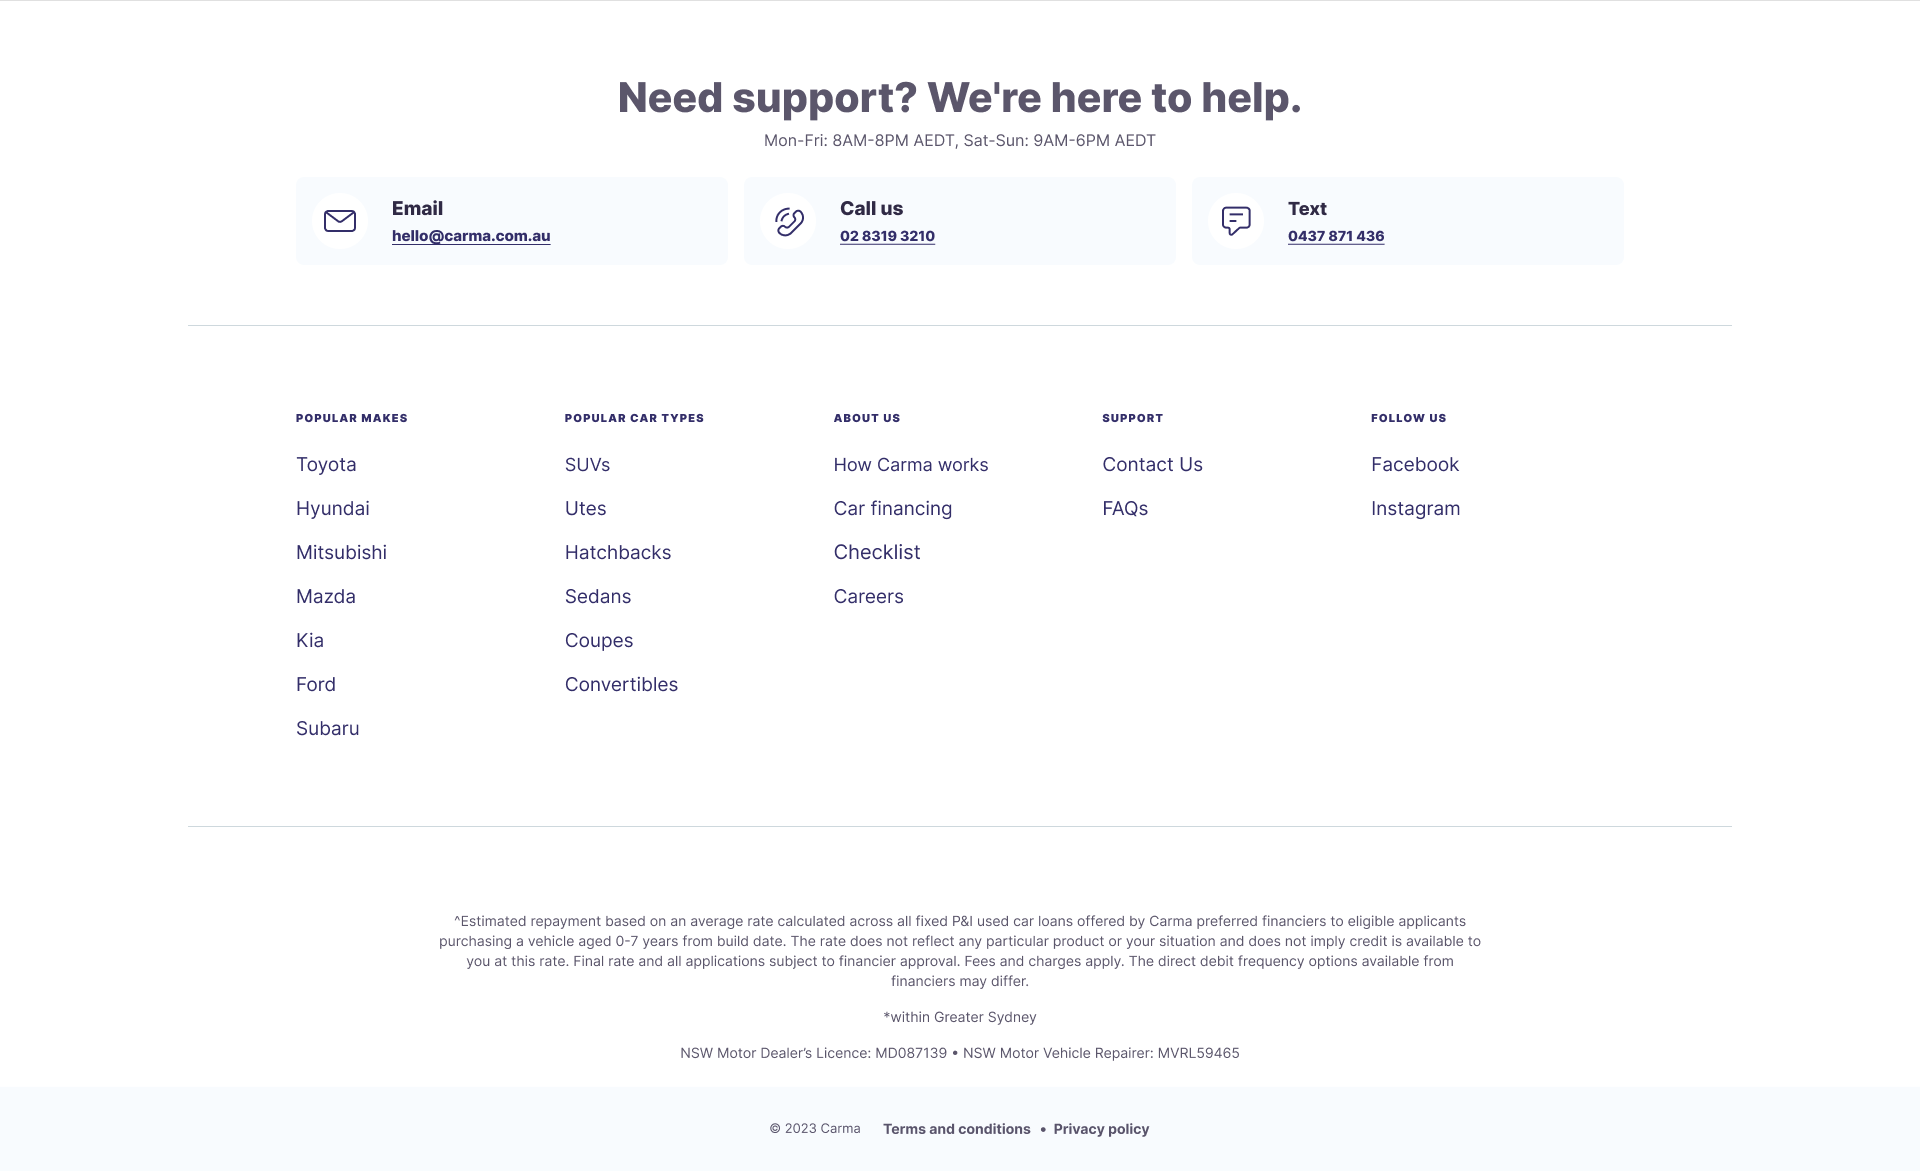 Need support? We're here to help.
Mon-Fri: 8AM-8PM AEDT, Sat-Sun: 9AM-6PM AEDT
Email
hello@carma.com.au
Call us
02 8319 3210
Text
0437 871 436
POPULAR MAKES
Toyota
Hyundai
Mitsubishi
Mazda
Kia
Ford
Subaru
POPULAR CAR TYPES
SUVs
Utes
Hatchbacks
Sedans
Coupes
Convertibles
ABOUT US
How Carma works
Car financing
Checklist
Careers
SUPPORT
Contact Us
FAQs
FOLLOW US
Facebook
Instagram
^Estimated repayment based on an average rate calculated across all fixed P&I used car loans offered by Carma preferred financiers to eligible applicants
purchasing a vehicle aged 0-7 years from build date. The rate does not reflect any particular product or your situation and does not imply credit is available to
you at this rate. Final rate and all applications subject to financier approval. Fees and charges apply. The direct debit frequency options available from
financiers may differ.
*within Greater Sydney
NSW Motor Dealer’s Licence: MD087139 • NSW Motor Vehicle Repairer: MVRL59465
© 2023 Carma Terms and conditions • Privacy policy